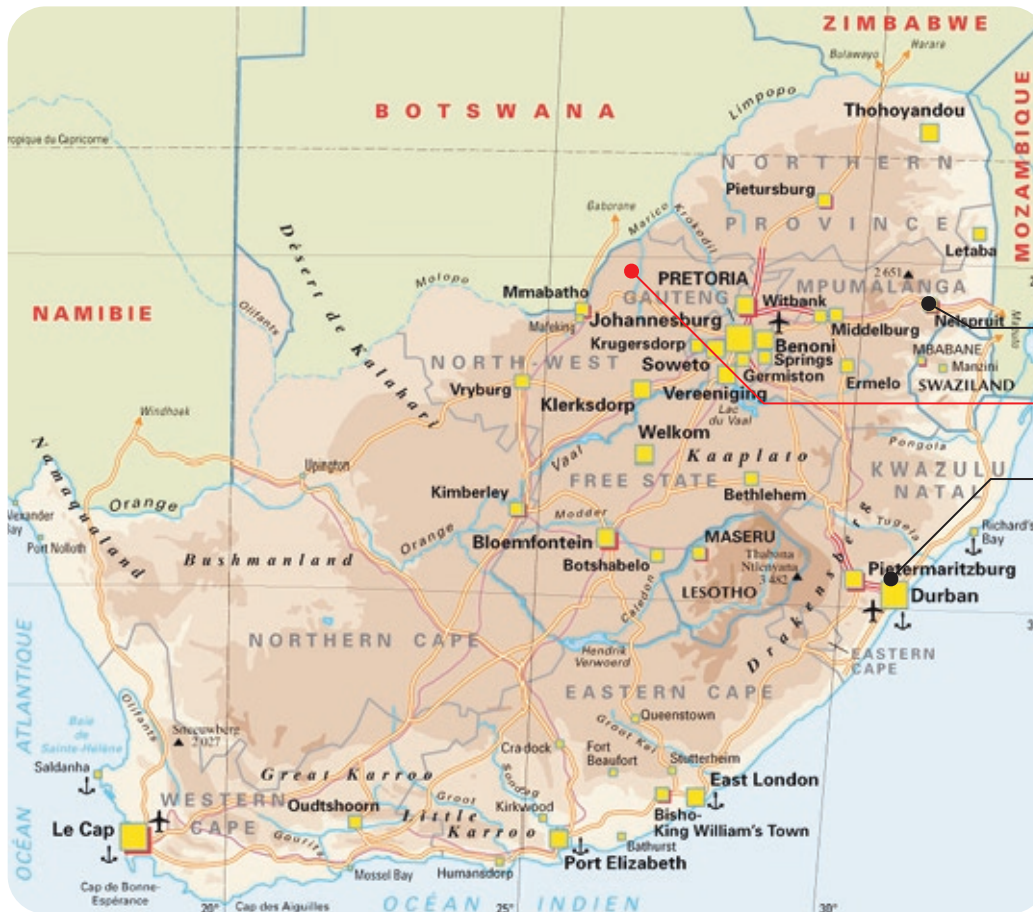 ZIMBABWE
Bulawayo
Harare
BOTSWANA
Limpopo
MOZAMBIQUE
Thohoyandou
ropique du Capricorne
NORTHERN
Pietursburg
PROVINCE
Gaborone
Marico
Krokodil
Letaba
Désert de Kalahari
Molopo
PRETORIA
2 651
MPUMALANGA
Olifants
NAMIBIE
Mmabatho
GAUTENG
Witbank
Mafeking
Johannesburg
Middelburg
Nelspruit
Maputo
Krugersdorp
Benoni
MBABANE
NORTH-WEST
Soweto
Springs
Manzini
Vryburg
Germiston
Ermelo
SWAZILAND
Klerksdorp
Vereeniging
Lac
du Vaal
Windhoek
Welkom
Pongola
Namaqualand
Upington
Vaal
Kaaplato
KWAZULU
NATAL
FREE STATE
Bethlehem
Kimberley
Orange
Modder
Tugela
Richard's
Bay
Alexander
Bay
Port Nolloth
Orange
Bloemfontein
MASERU
Bushmanland
Botshabelo
Thabana
Ntlenyana
3 482
Pietermaritzburg
LESOTHO
Durban
Caledon
Drakensberg
NORTHERN CAPE
Hendrik
Verwoerd
EASTERN
CAPE
EASTERN CAPE
OCÉAN ATLANTIQUE
Olifants
Baie
de
Sainte-Hélène
Sneeuwberg
2 027
Queenstown
Groot Kei
Cradock
Fort
Beaufort
Stutterheim
Saldanha
Great Karroo
Sondag
East London
WESTERN
CAPE
Oudtshoorn
Groot
Kirkwood
Little
Karroo
Bisho-
King William's Town
Le Cap
Gouritz
Bathurst
Port Elizabeth
Mossel Bay
Humansdorp
Cap de Bonne-
Espérance
20°
Cap des Aiguilles
OCÉAN INDIEN
25°
30°